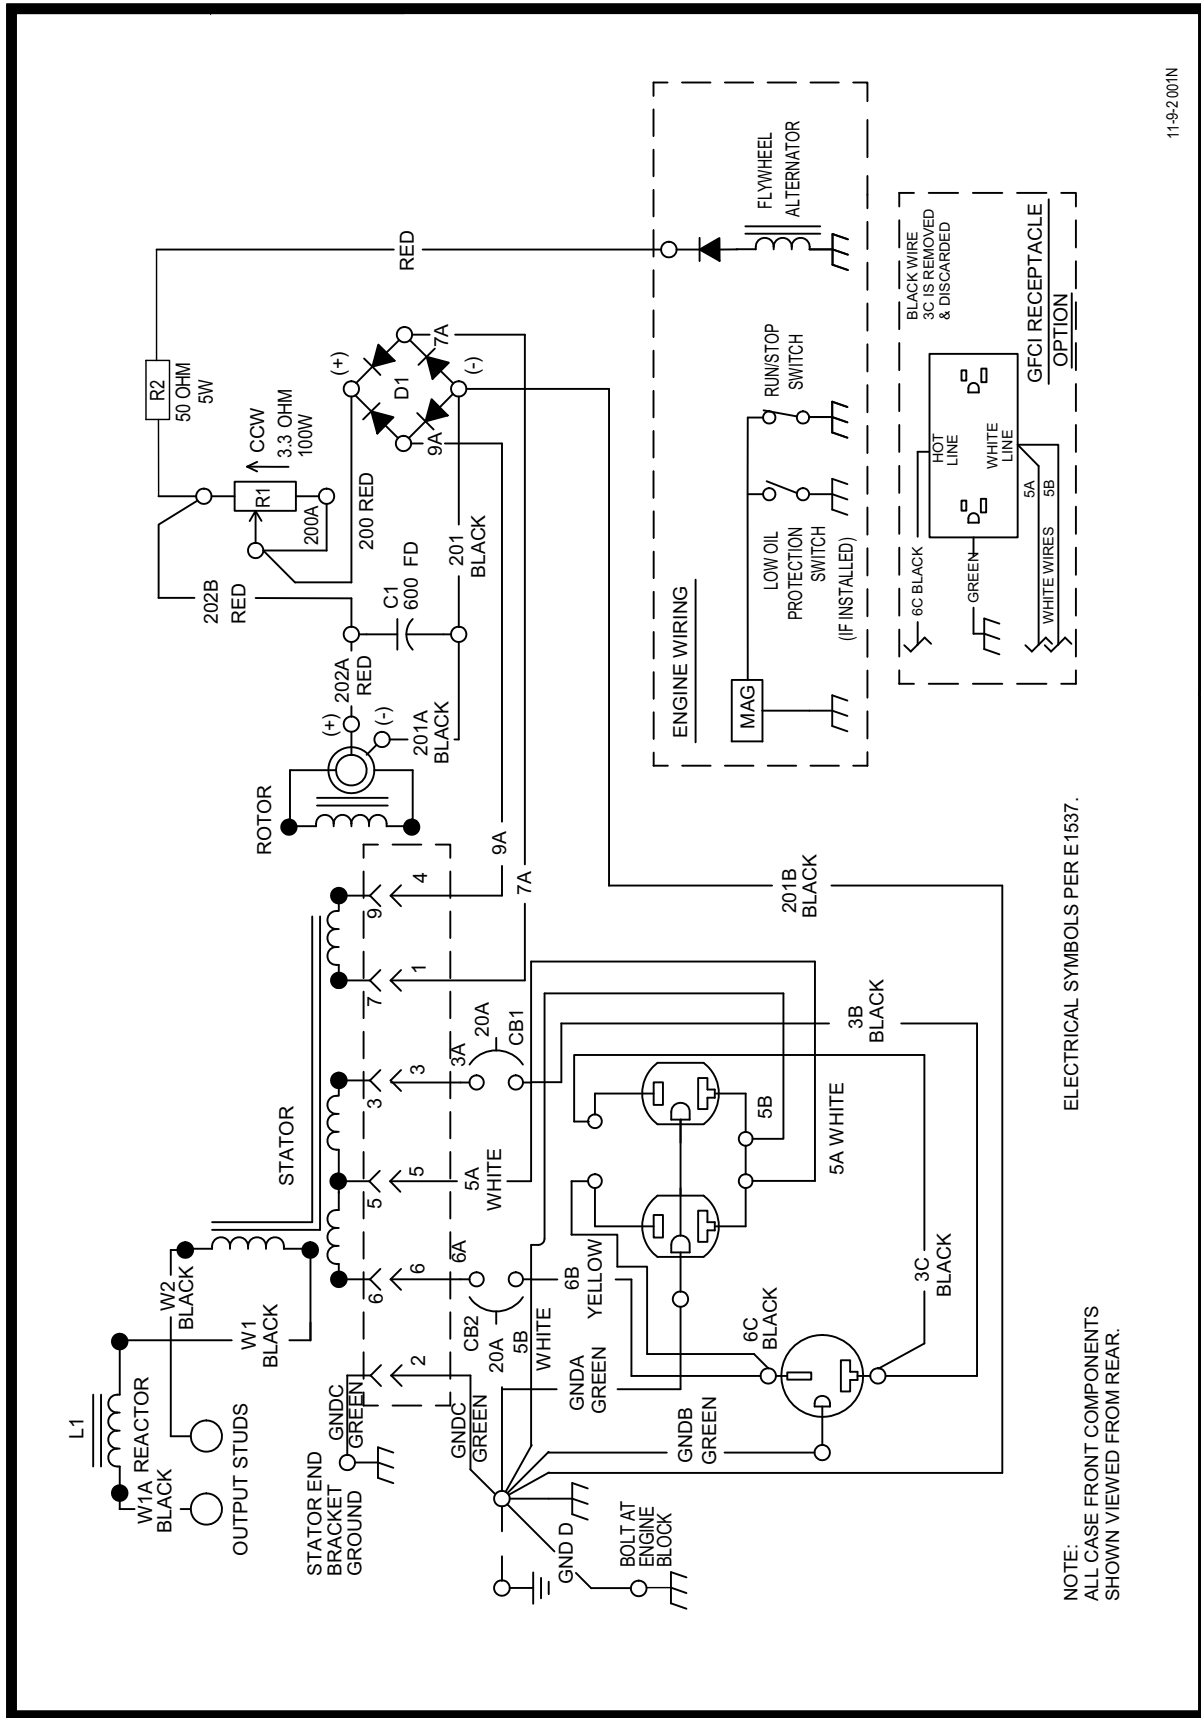 L1
REACTOR
W1A
BLACK
OUTPUT STUDS
W2
BLACK
W1
BLACK
STATOR
STATOR END
BRACKET
GROUND
GNDC
GREEN
6
5
3
7
9
2
6
5
3
1
4
GNDC
GREEN
CB2
20A
6A
5A
WHITE
3A
20A
CB1
5B
WHITE
6B
YELLOW
GNDA
GREEN
GNDB
GREEN
GND D
BOLT AT
ENGINE
BLOCK
6C
BLACK
3C
BLACK
5B
5A WHITE
3B
BLACK
7A
9A
201B
BLACK
ROTOR
(+)
(-)
202A
RED
201A
BLACK
202B
RED
C1
600 FD
200A
200 RED
201
BLACK
R1
CCW
3.3 OHM
100W
R2
50 OHM
5W
(+)
D1
9A
7A
(-)
RED
ENGINE WIRING
MAG
LOW OIL
PROTECTION
SWITCH
(IF INSTALLED)
RUN/STOP
SWITCH
FLYWHEEL
ALTERNATOR
6C BLACK
GREEN
WHITE WIRES
5A
5B
HOT
LINE
WHITE
LINE
BLACK WIRE
3C IS REMOVED
& DISCARDED
GFCI RECEPTACLE
OPTION
NOTE:
ALL CASE FRONT COMPONENTS
SHOWN VIEWED FROM REAR.
ELECTRICAL SYMBOLS PER E1537.
11-9-2 001N